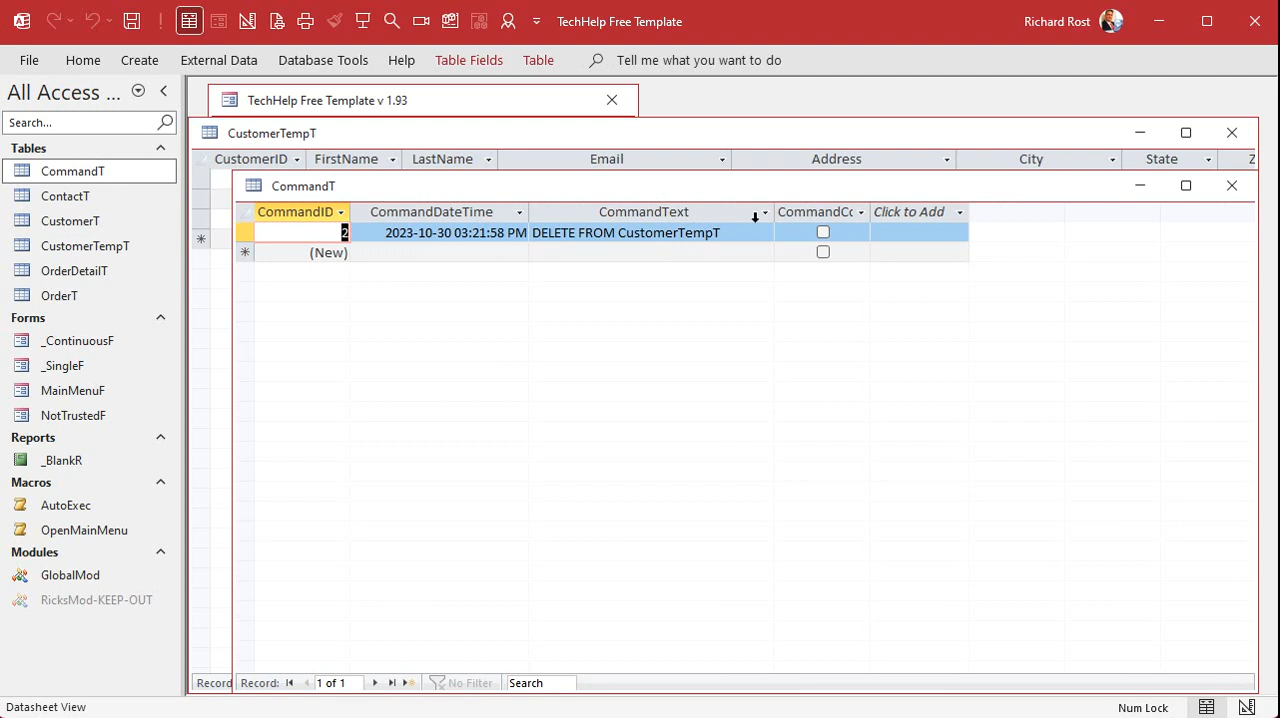 TechHelp Free Template
Richard Rost
File
Home
Create
External Data
Database Tools
Help
Table Fields
Table
Tell me what you want to do
All Access ...
Search...
Tables
CommandT
ContactT
CustomerT
CustomerTempT
OrderDetailT
OrderT
Forms
_ContinuousF
_SingleF
MainMenuF
NotTrustedF
Reports
_BlankR
Macros
AutoExec
OpenMainMenu
Modules
GlobalMod
RicksMod-KEEP-OUT
TechHelp Free Template v 1.93
CustomerTempT
CustomerID FirstName LastName Email Address City State Z
CommandT
CommandID CommandDateTime CommandText CommandCo Click to Add
2 2023-10-30 03:21:58 PM DELETE FROM CustomerTempT
(New)
Record
Record: 1 of 1 No Filter Search
Datasheet View
Num Lock